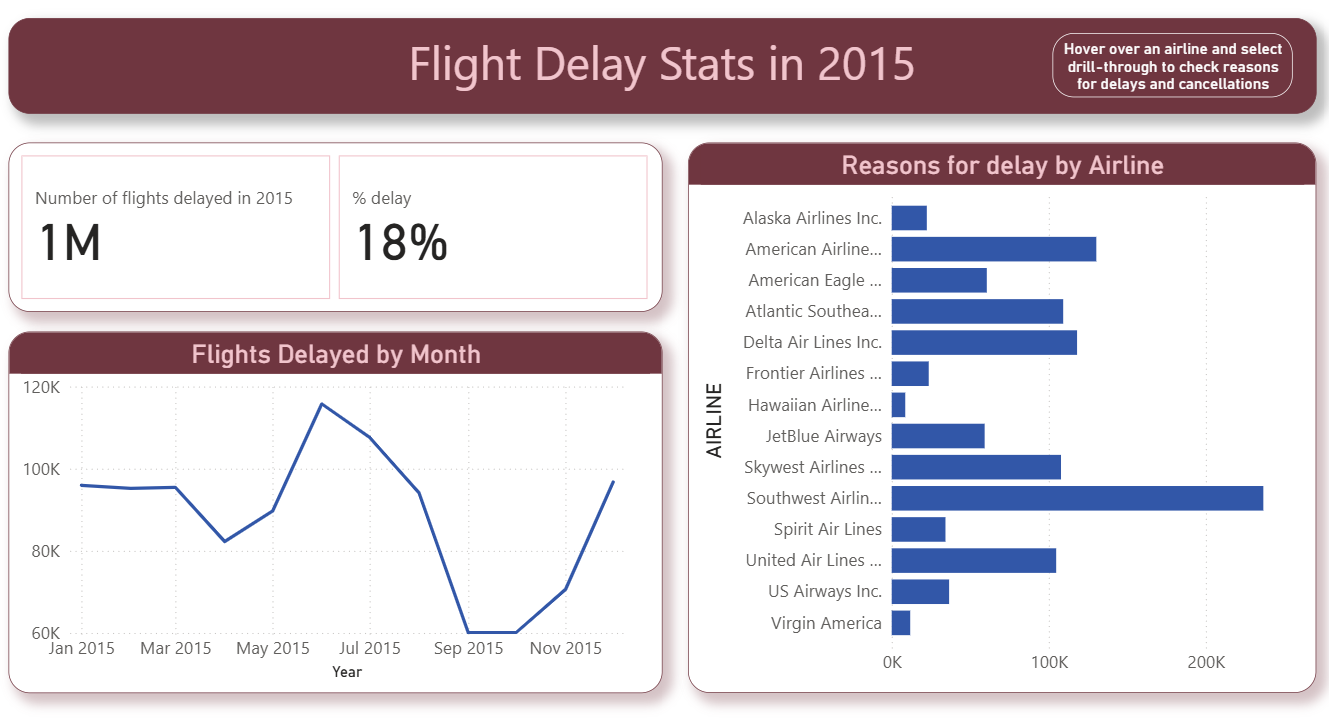 Flight Delay Stats in 2015
Hover over an airline and select
drill-through to check reasons
for delays and cancellations
Number of flights delayed in 2015
1M
% delay
18%
Flights Delayed by Month
120K
100K
80K
60K
Jan 2015 Mar 2015 May 2015 Jul 2015 Sep 2015 Nov 2015
Year
Reasons for delay by Airline
AIRLINE
Alaska Airlines Inc.
American Airline...
American Eagle ...
Atlantic Southea...
Delta Air Lines Inc.
Frontier Airlines ...
Hawaiian Airline...
JetBlue Airways
Skywest Airlines ...
Southwest Airlin...
Spirit Air Lines
United Air Lines ...
US Airways Inc.
Virgin America
0K 100K 200K